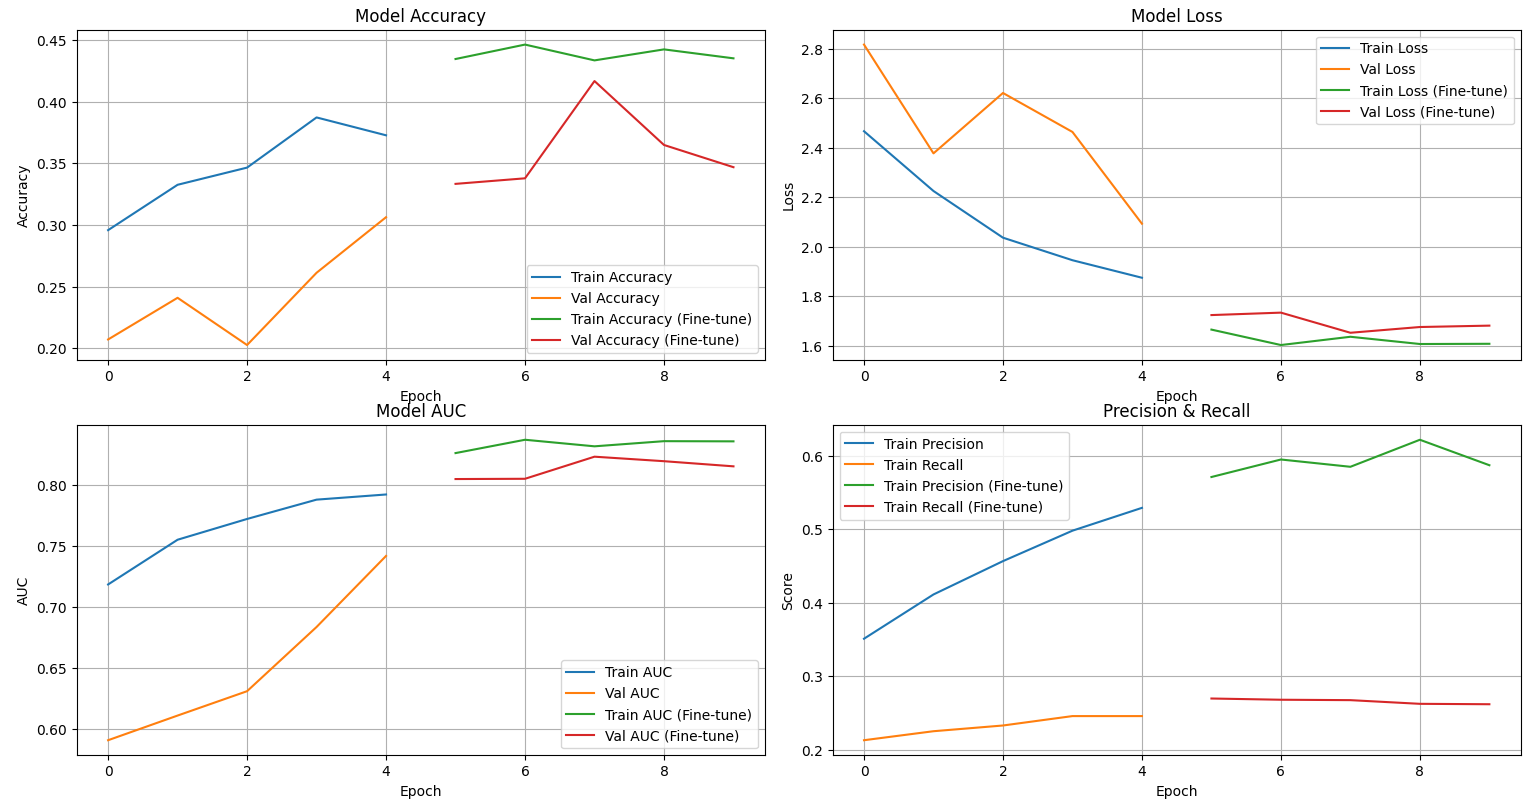 Model Accuracy
0.45
0.40
0.35
0.30
0.25
0.20
Accuracy
Train Accuracy
Val Accuracy
Train Accuracy (Fine-tune)
Val Accuracy (Fine-tune)
0 2 4 6 8
Epoch
Model Loss
2.8
2.6
2.4
2.2
2.0
1.8
1.6
Loss
Train Loss
Val Loss
Train Loss (Fine-tune)
Val Loss (Fine-tune)
0 2 4 6 8
Epoch
Model AUC
0.80
0.75
0.70
0.65
0.60
AUC
Train AUC
Val AUC
Train AUC (Fine-tune)
Val AUC (Fine-tune)
0 2 4 6 8
Epoch
Precision & Recall
0.6
0.5
0.4
0.3
0.2
Score
Train Precision
Train Recall
Train Precision (Fine-tune)
Train Recall (Fine-tune)
0 2 4 6 8
Epoch